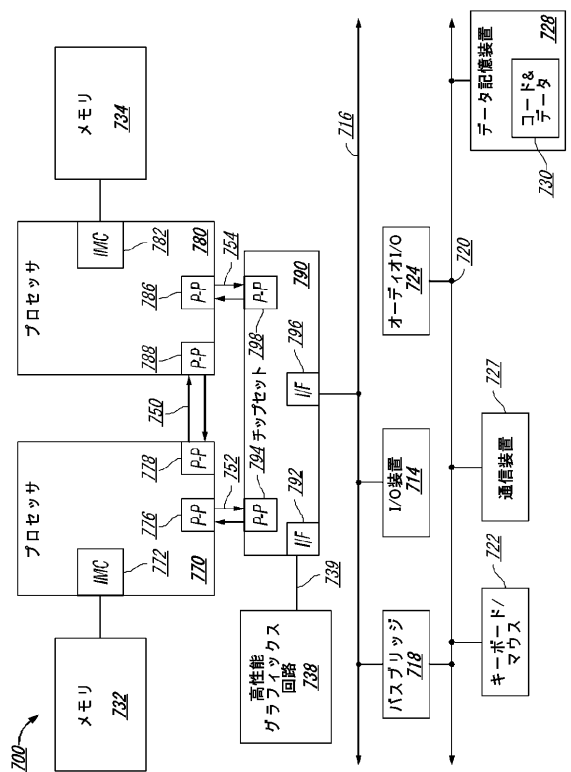 700
メモリ
732
プロセッサ
IMC
772
770
776
P-P
778
P-P
750
プロセッサ
788
P-P
786
P-P
IMC
782
780
メモリ
734
752
754
高性能
グラフィックス
回路
738
739
I/F
792
794
P-P
チップセット
I/F
796
798
P-P
790
716
バスブリッジ
718
I/O装置
714
オーディオI/O
724
720
キーボード/
マウス
722
通信装置
727
データ記憶装置
728
コード&
データ
730